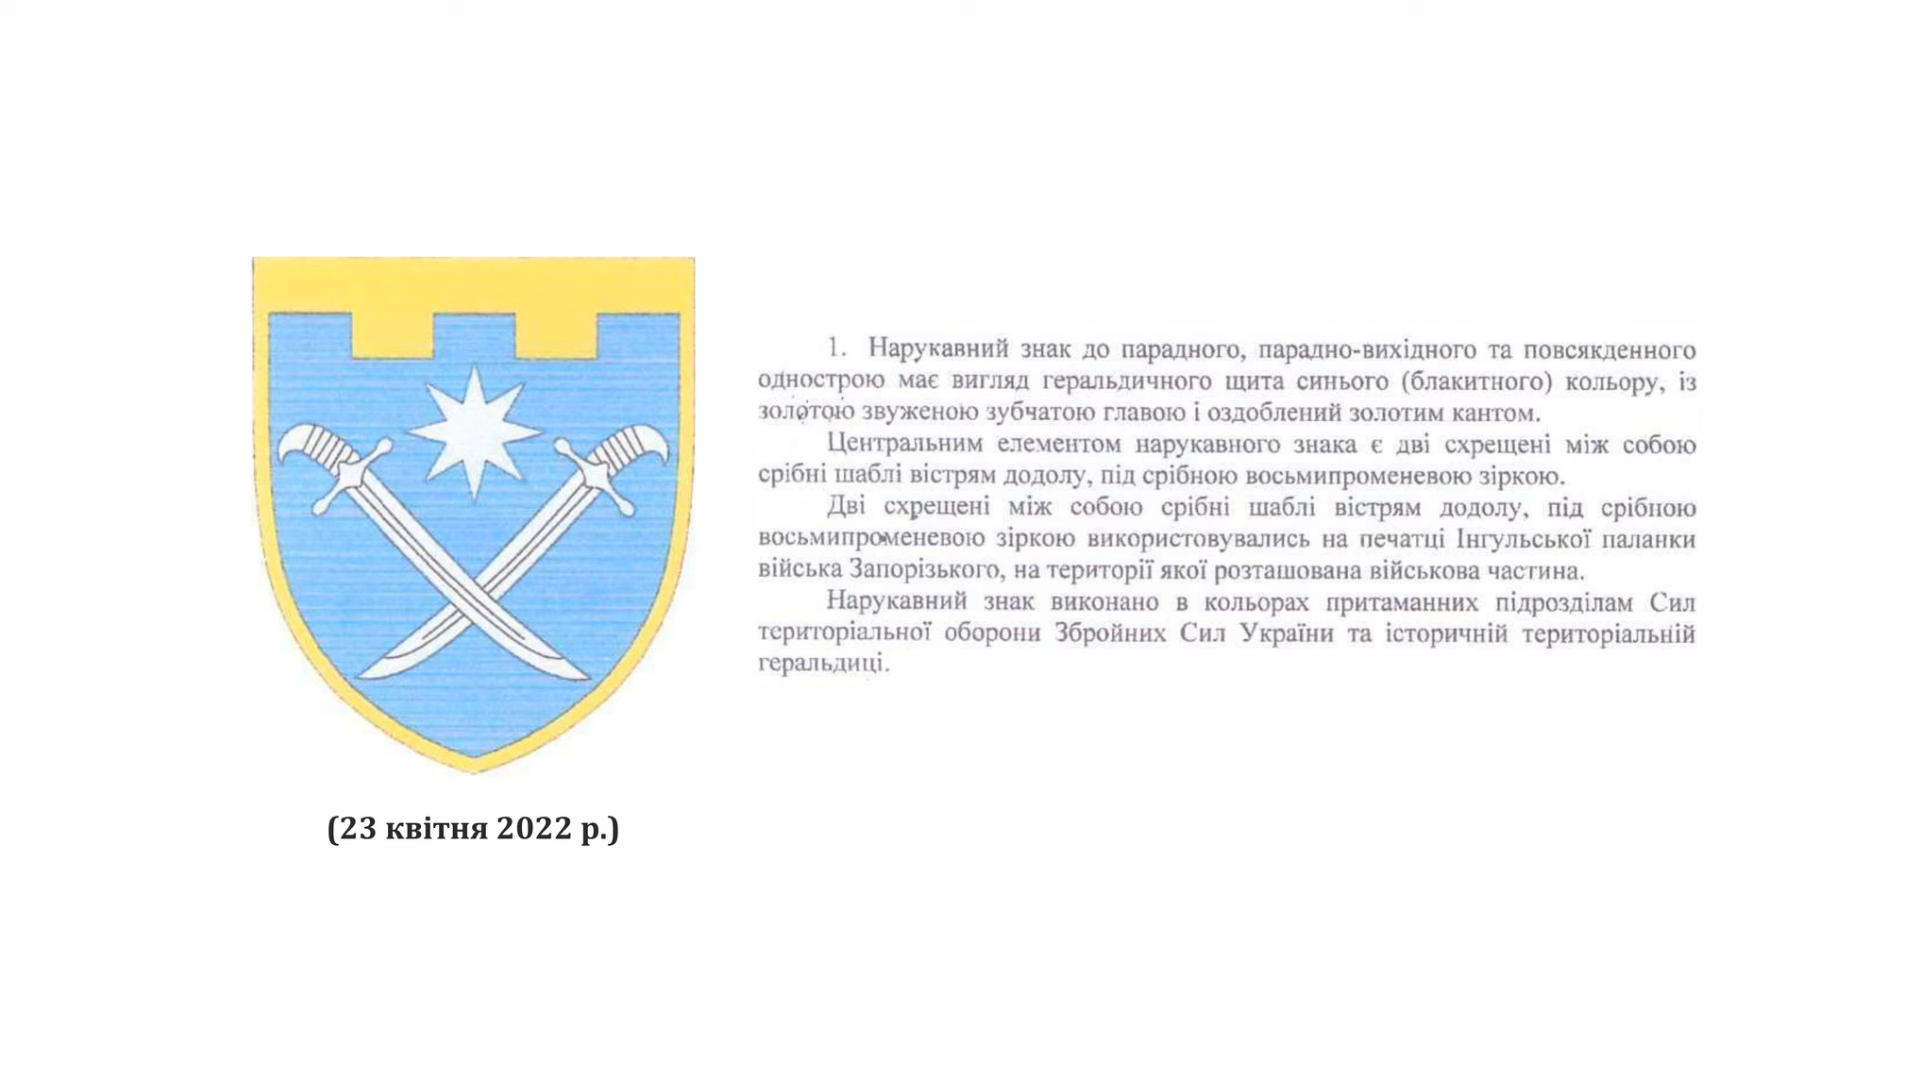 1. Нарукавний знак до парадного, парадно-вихідного та повсякденного
однострою має вигляд геральдичного щита синього (блакитного) кольору, із
золотою звуженою зубчатою главою і оздоблений золотим кантом.
Центральним елементом нарукавного знака є дві схрещені між собою
срібні шаблі вістрям додолу, під срібною восьмипроменевою зіркою.
Дві схрещені між собою срібні шаблі вістрям додолу, під срібною
восьмипроменевою зіркою використовувались на печатці Інгульської паланки
війська Запорізького, на території якої розташована військова частина.
Нарукавний знак виконано в кольорах притаманних підрозділам Сил
територіальної оборони Збройних Сил України та історичній територіальній
геральдиці.
(23 квітня 2022 р.)